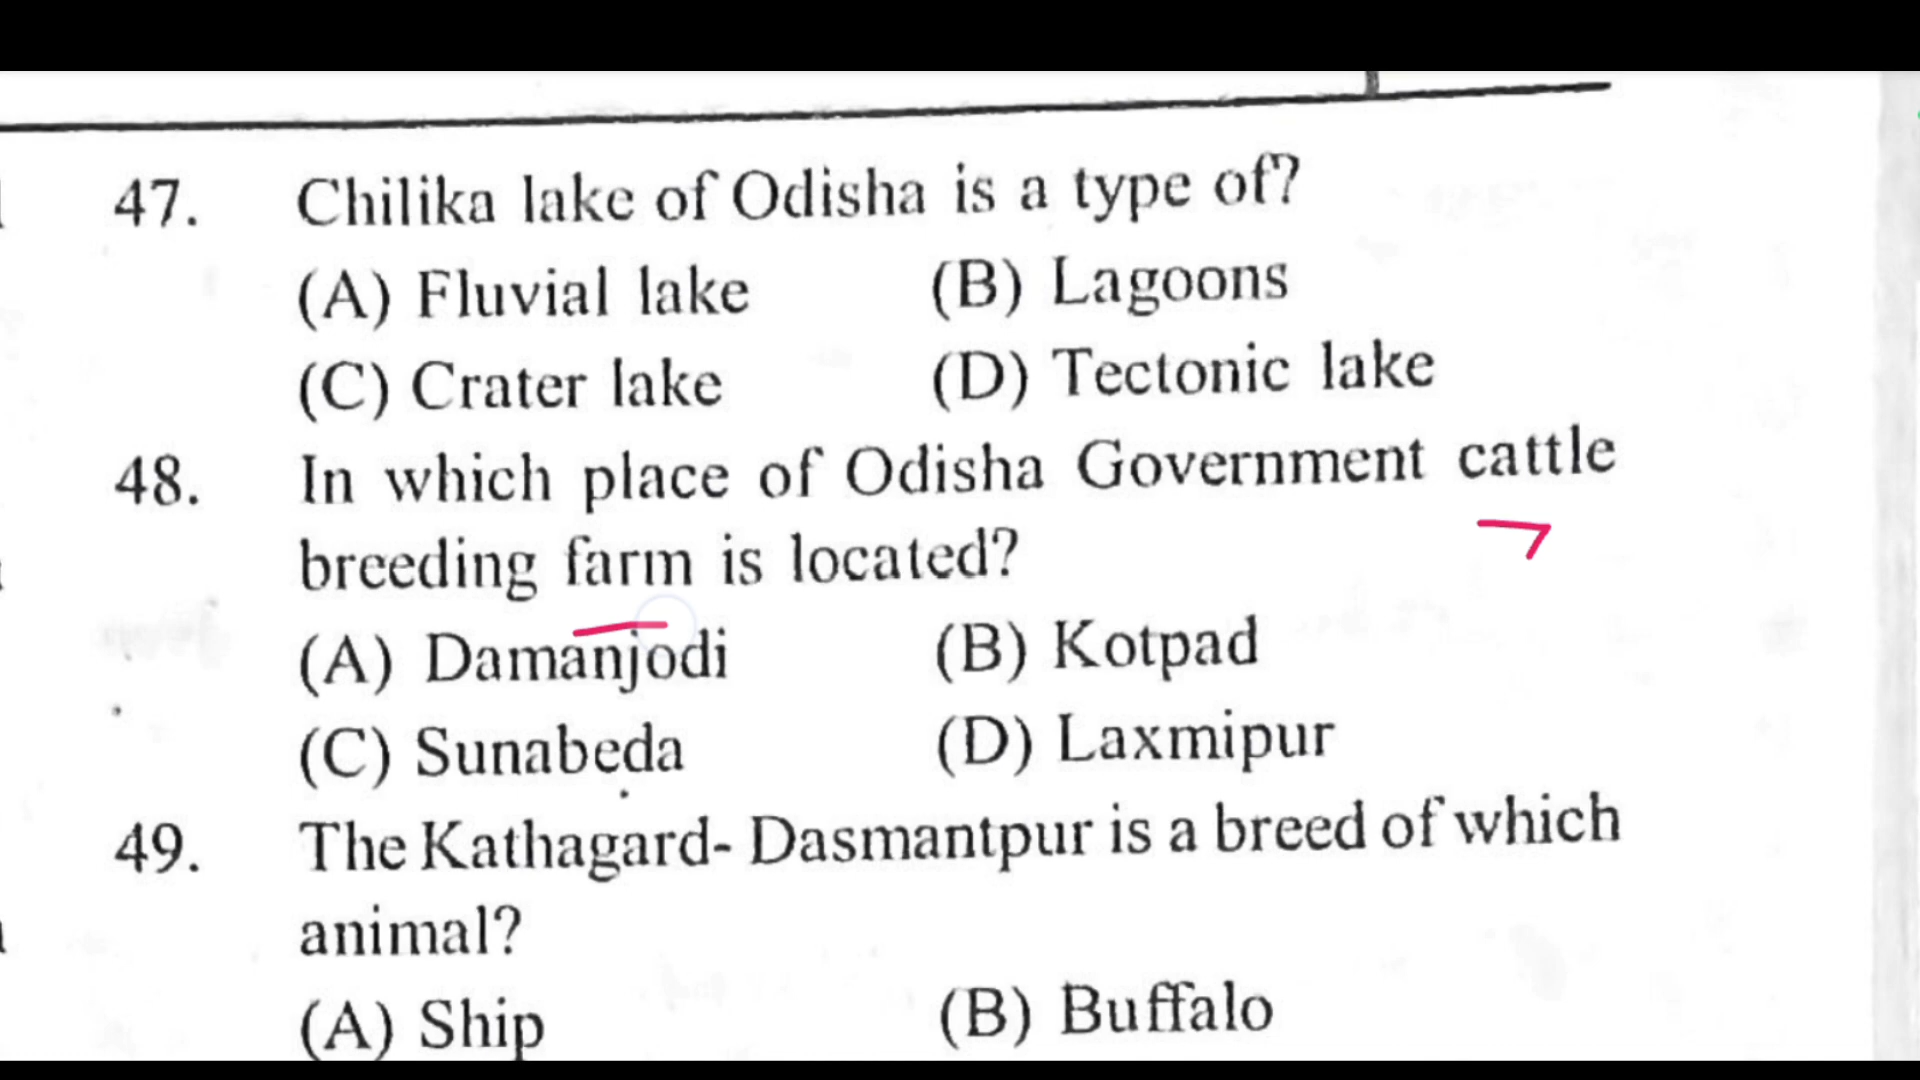 47. Chilika lake of Odisha is a type of?
(A) Fluvial lake (B) Lagoons
(C) Crater lake (D) Tectonic lake
48. In which place of Odisha Government cattle
breeding farm is located?
(A) Damanjodi (B) Kotpad
(C) Sunabeda (D) Laxmipur
49. The Kathagard- Dasmantpur is a breed of which
animal?
(A) Ship (B) Buffalo